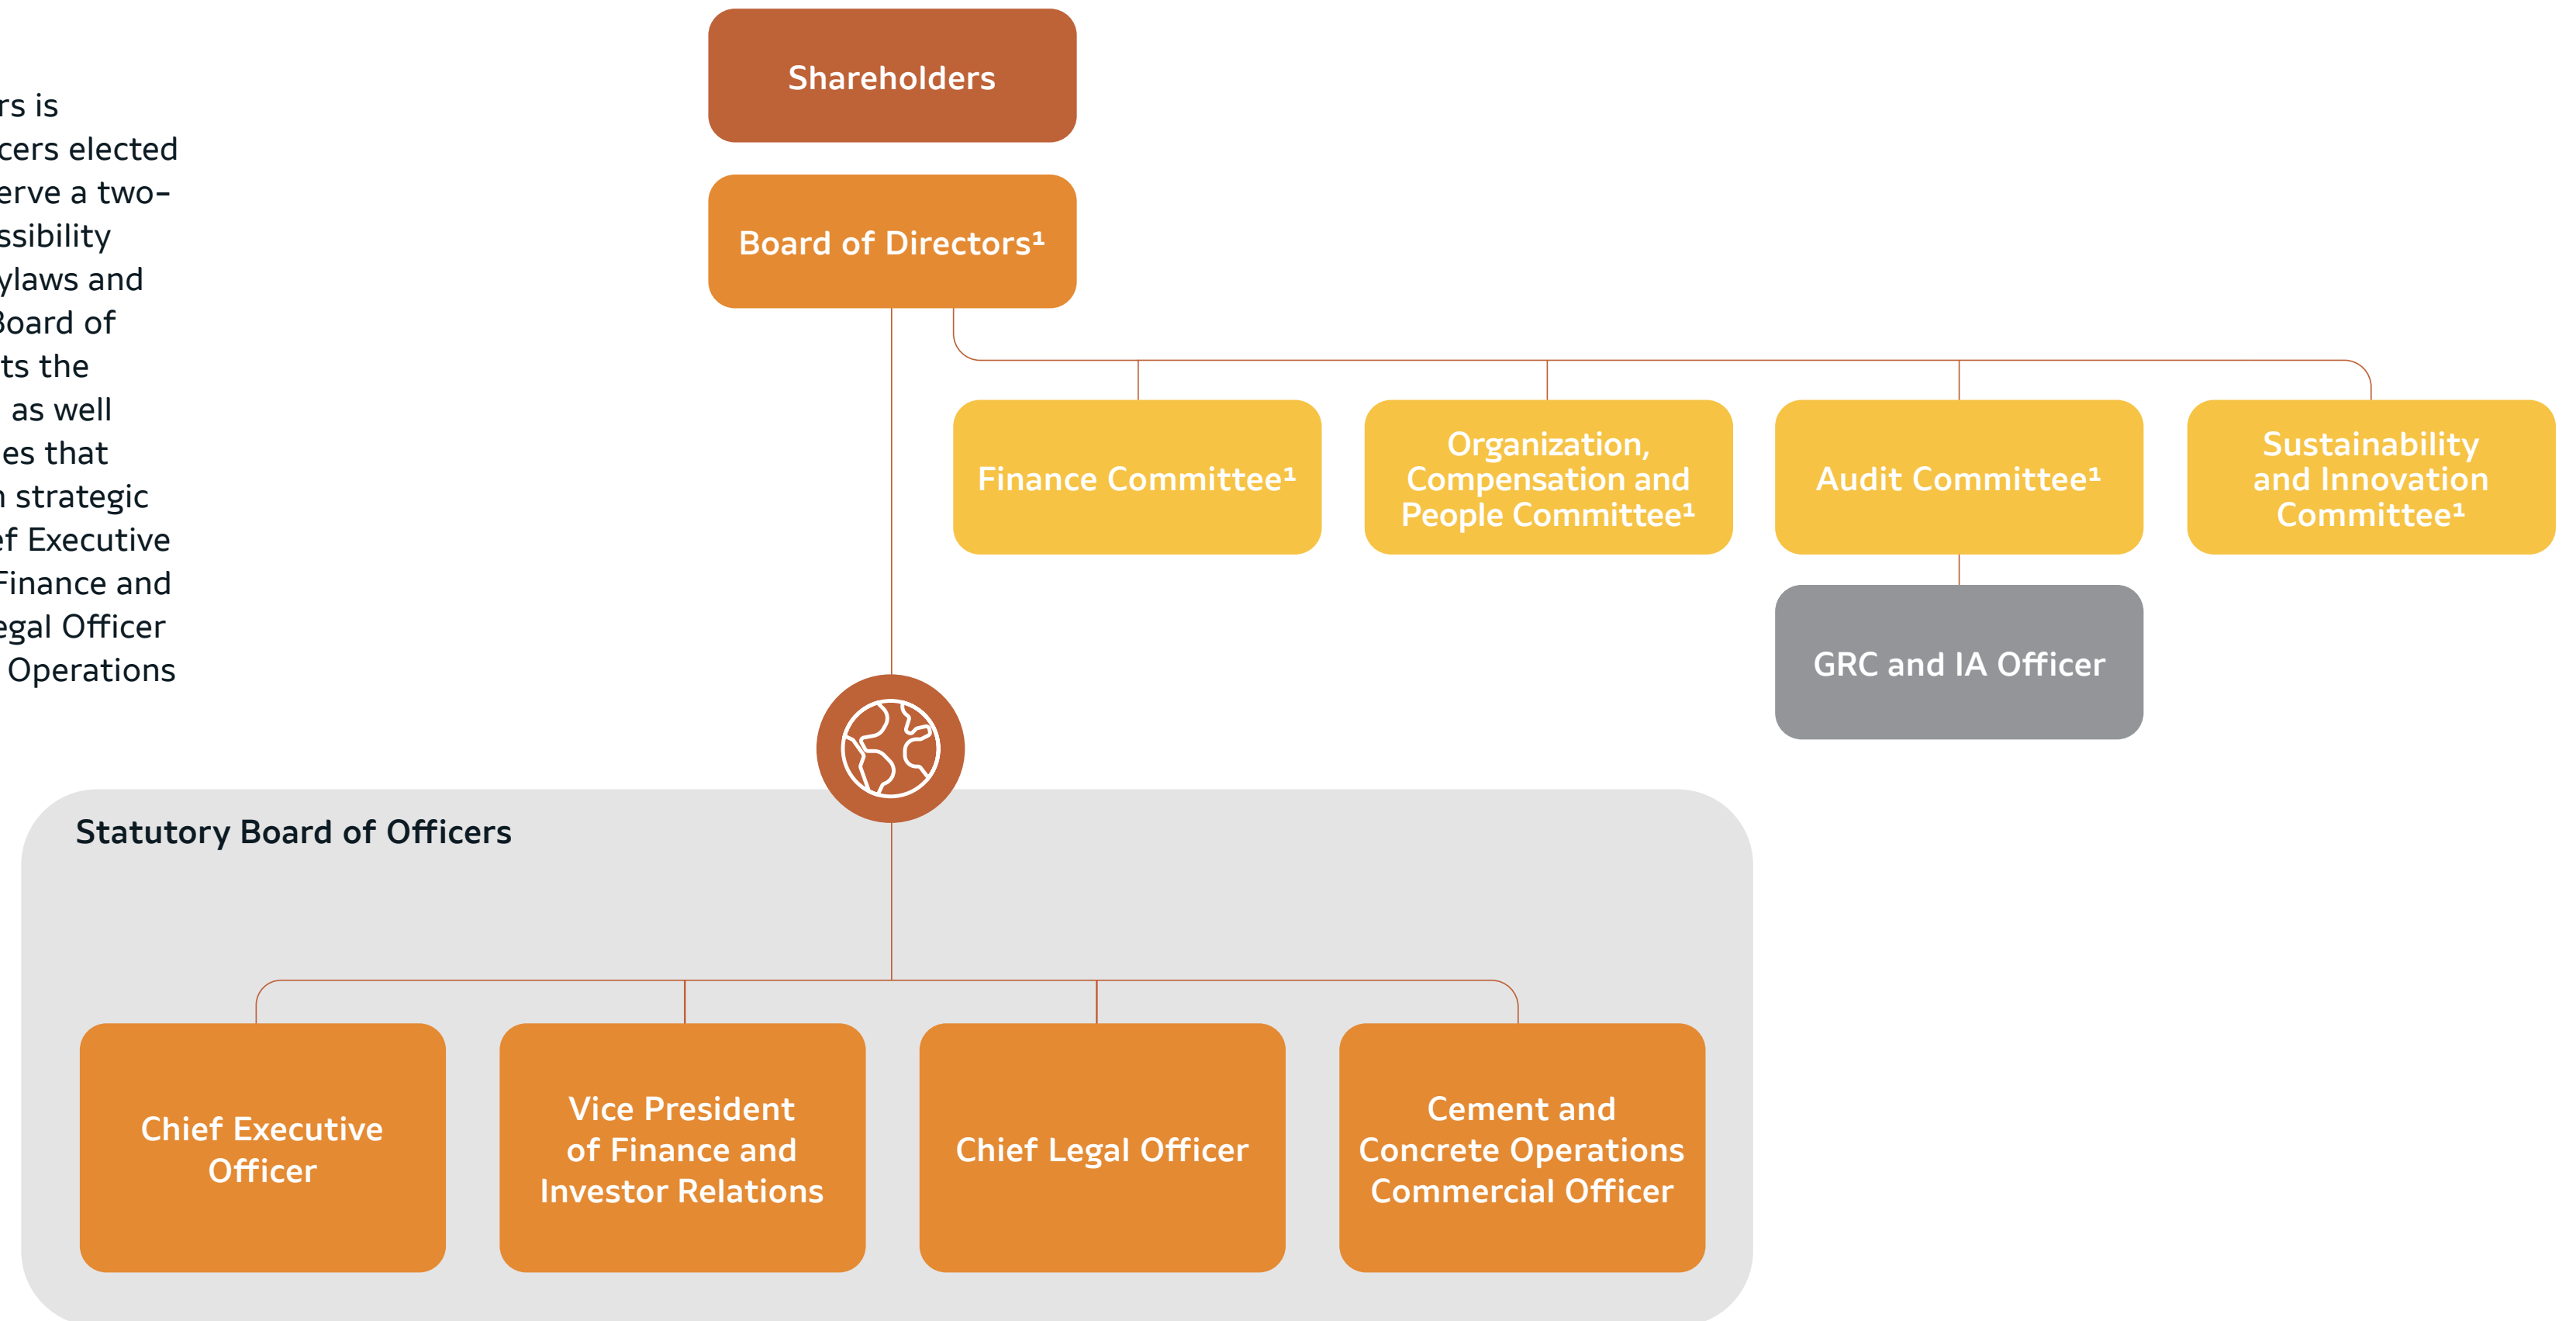 rs is
cers elected
erve a two-
ssibility
ylaws and
Board of
ts the
as well
es that
n strategic
ef Executive
Finance and
egal Officer
Operations
Shareholders
Board of Directors¹
Finance Committee¹
Organization,
Compensation and
People Committee¹
Audit Committee¹
Sustainability
and Innovation
Committee¹
GRC and IA Officer
Statutory Board of Officers
Chief Executive
Officer
Vice President
of Finance and
Investor Relations
Chief Legal Officer
Cement and
Concrete Operations
Commercial Officer